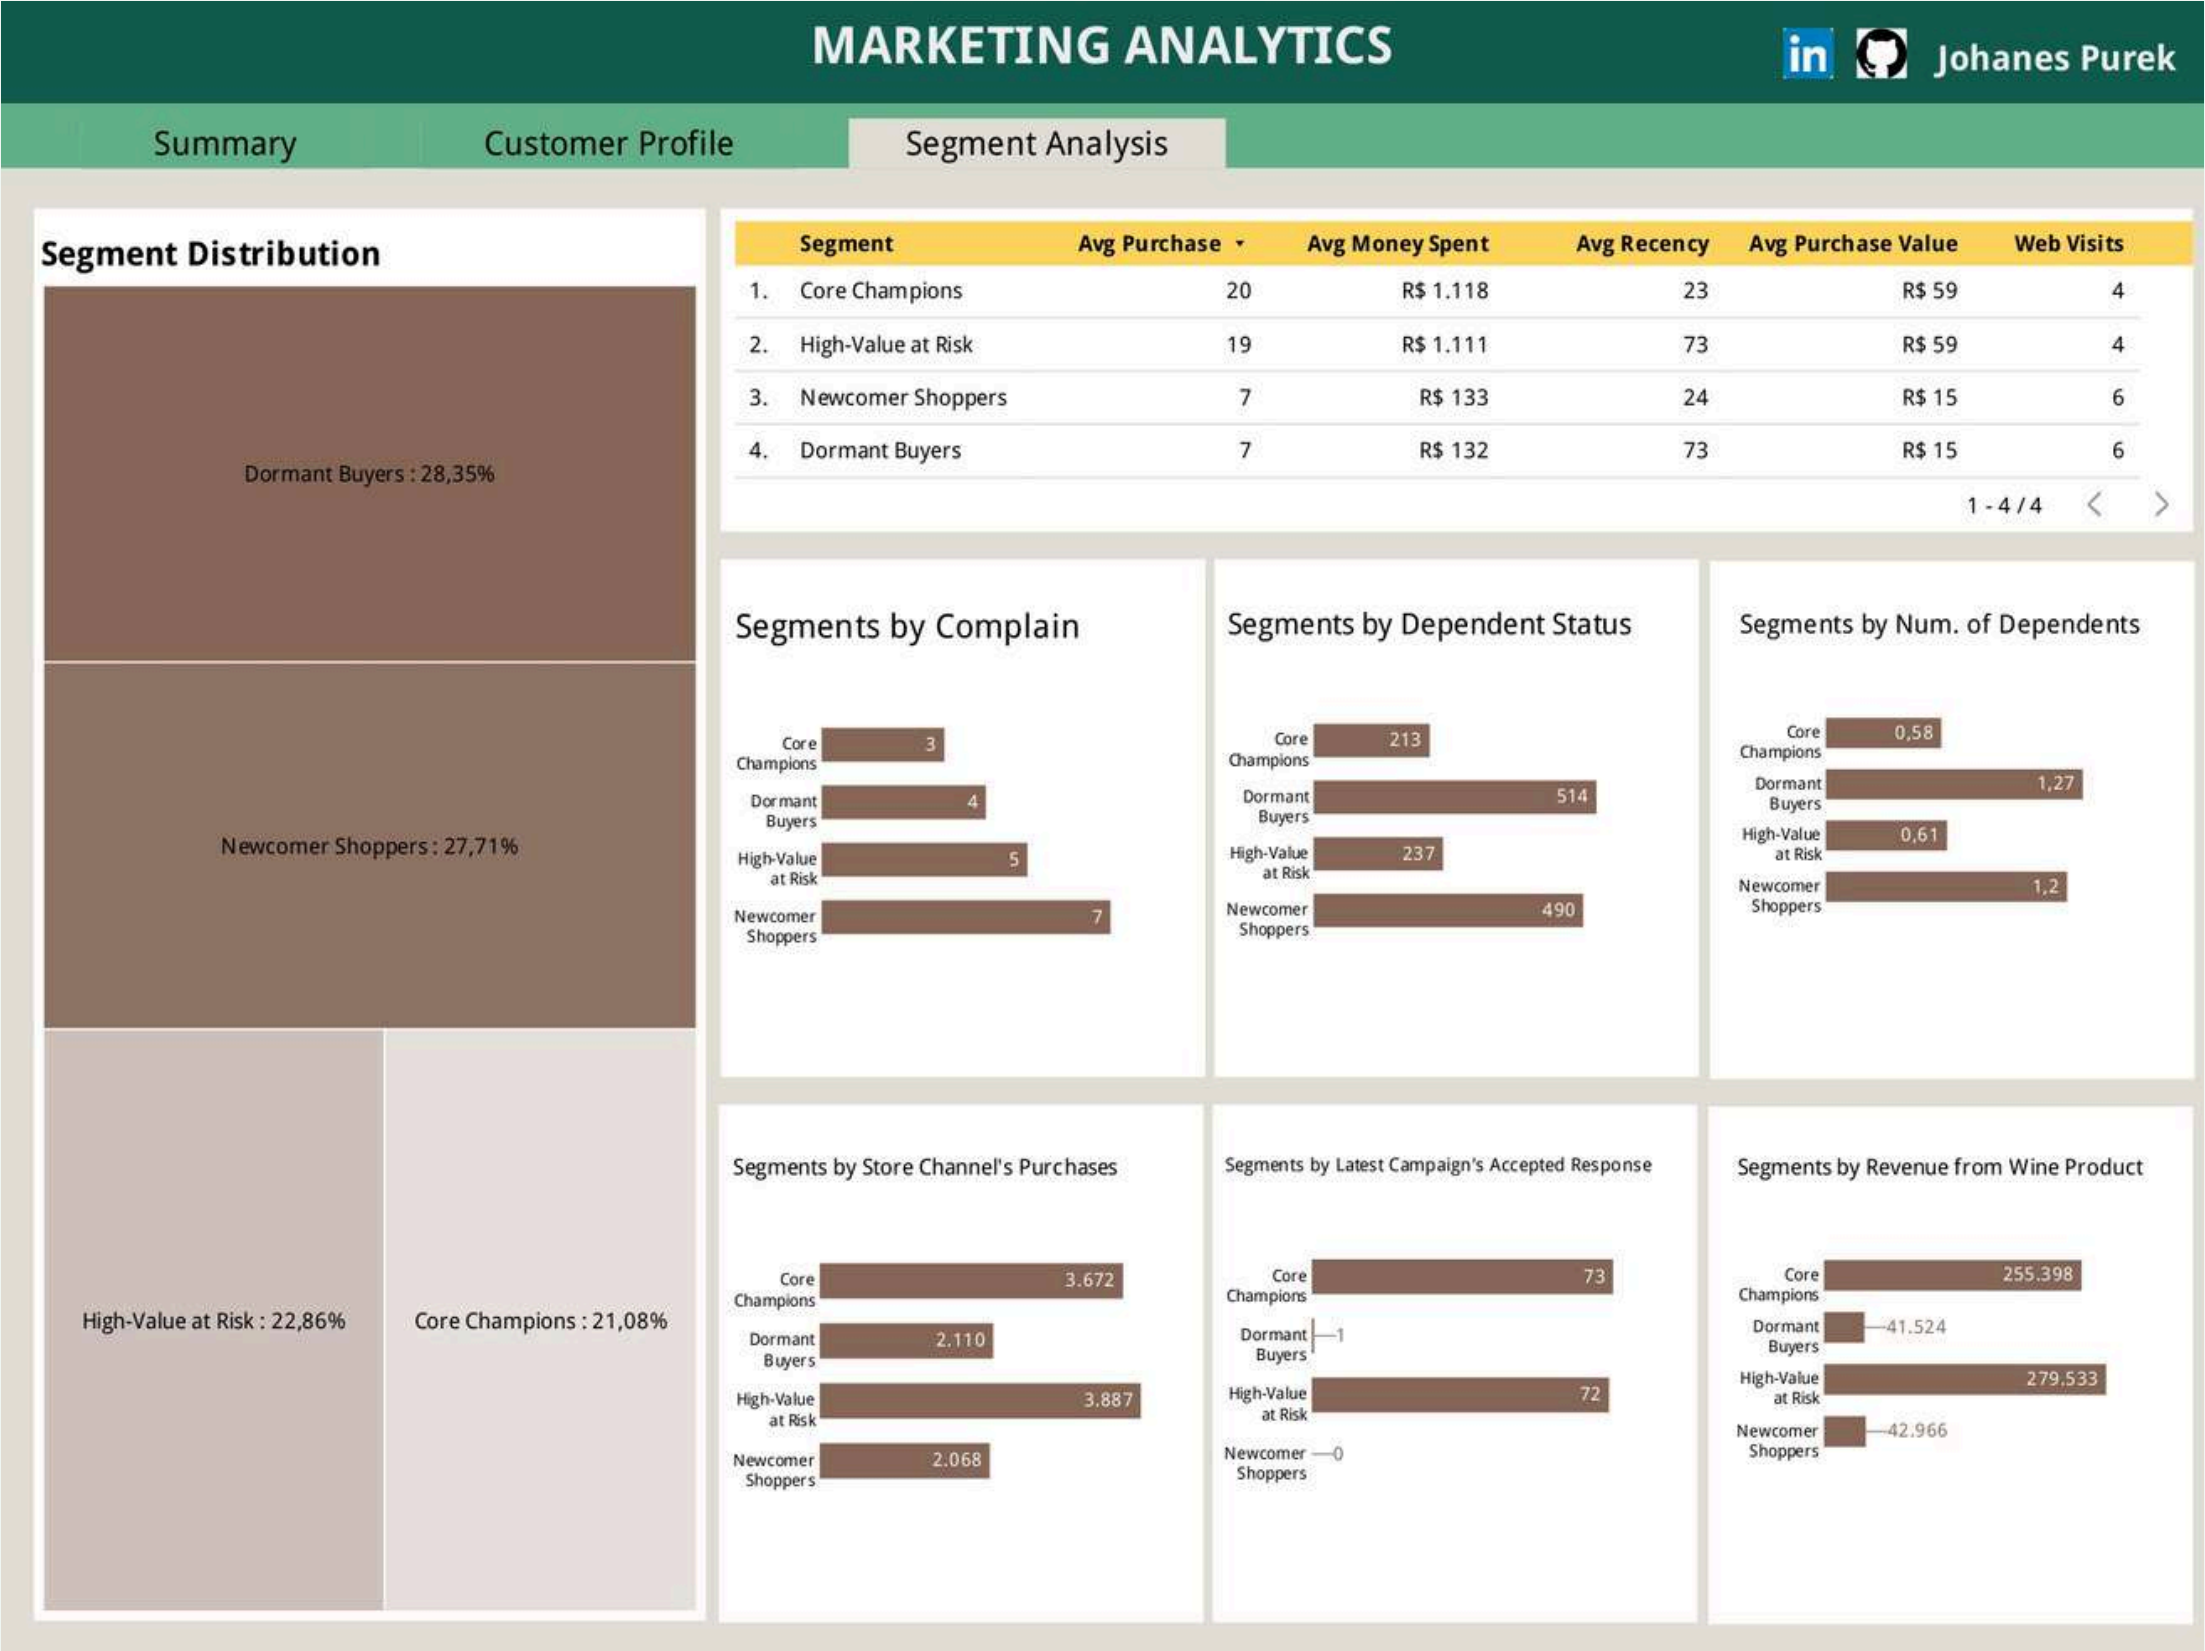 MARKETING ANALYTICS
in
Johanes Purek
Summary
Customer Profile
Segment Analysis
Segment Distribution
Dormant Buyers : 28,35%
Newcomer Shoppers : 27,71%
High-Value at Risk : 22,86%
Core Champions : 21,08%
Segment Avg Purchase Avg Money Spent Avg Recency Avg Purchase Value Web Visits
1. Core Champions 20 R$ 1.118 23 R$ 59 4
2. High-Value at Risk 19 R$ 1.111 73 R$ 59 4
3. Newcomer Shoppers 7 R$ 133 24 R$ 15 6
4. Dormant Buyers 7 R$ 132 73 R$ 15 6
1 - 4 / 4
Segments by Complain
Core
Champions
3
Dormant
Buyers
4
High-Value
at Risk
5
Newcomer
Shoppers
7
Segments by Dependent Status
Core
Champions
213
Dormant
Buyers
514
High-Value
at Risk
237
Newcomer
Shoppers
490
Segments by Num. of Dependents
Core
Champions
0,58
Dormant
Buyers
1,27
High-Value
at Risk
0,61
Newcomer
Shoppers
1,2
Segments by Store Channel's Purchases
Core
Champions
3.672
Dormant
Buyers
2.110
High-Value
at Risk
3.887
Newcomer
Shoppers
2.068
Segments by Latest Campaign's Accepted Response
Core
Champions
73
Dormant
Buyers
1
High-Value
at Risk
72
Newcomer
Shoppers
0
Segments by Revenue from Wine Product
Core
Champions
255.398
Dormant
Buyers
41.524
High-Value
at Risk
279.533
Newcomer
Shoppers
42.966